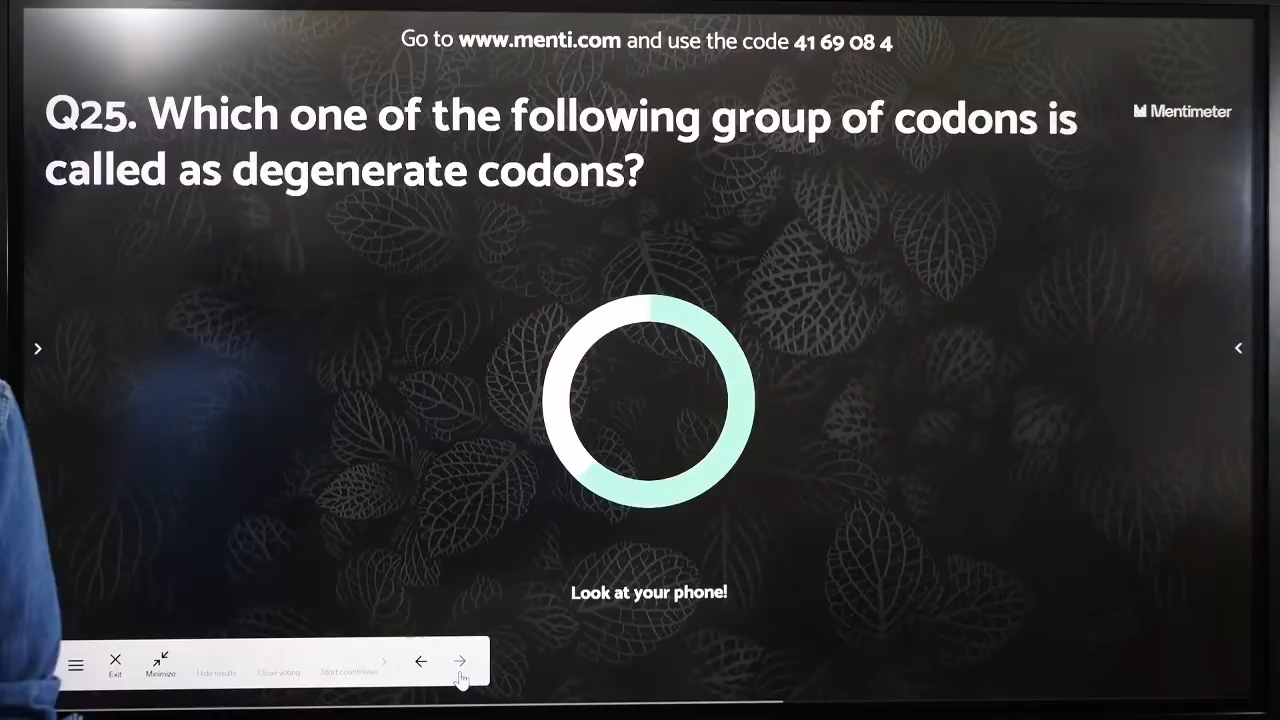 Go to www.menti.com and use the code 41 69 08 4
Q25. Which one of the following group of codons is
called as degenerate codons?
Mentimeter
Look at your phone!
Exit
Minimize
Hide results
Close voting
Start countdown